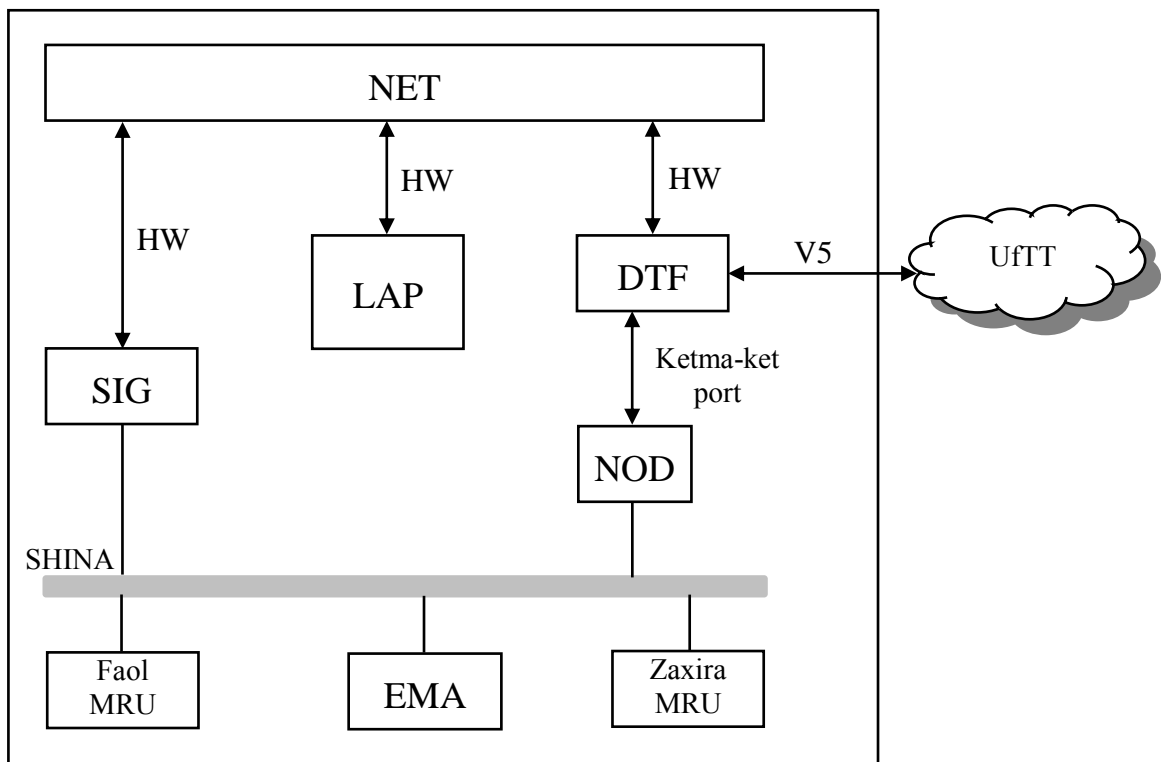 NET
HW
HW
HW
V5
UfTT
LAP
DTF
SIG
Ketma-ket
port
NOD
SHINA
Faol
MRU
EMA
Zaxira
MRU